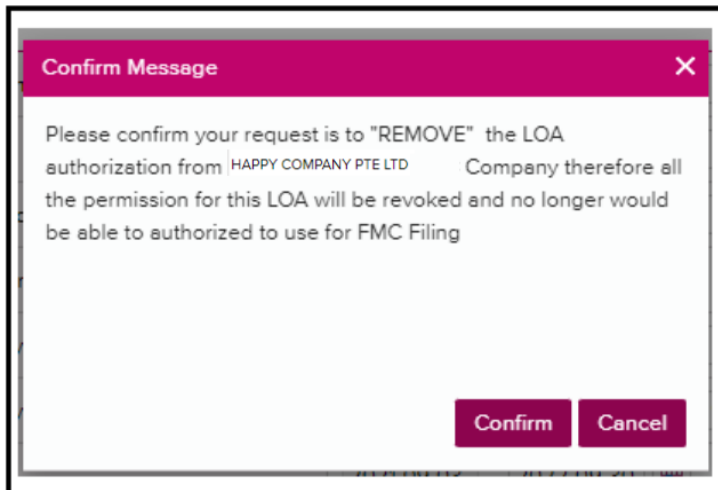 Confirm Message
Please confirm your request is to "REMOVE" the LOA
authorization from HAPPY COMPANY PTE LTD Company therefore all
the permission for this LOA will be revoked and no longer would
be able to authorized to use for FMC Filing
Confirm Cancel